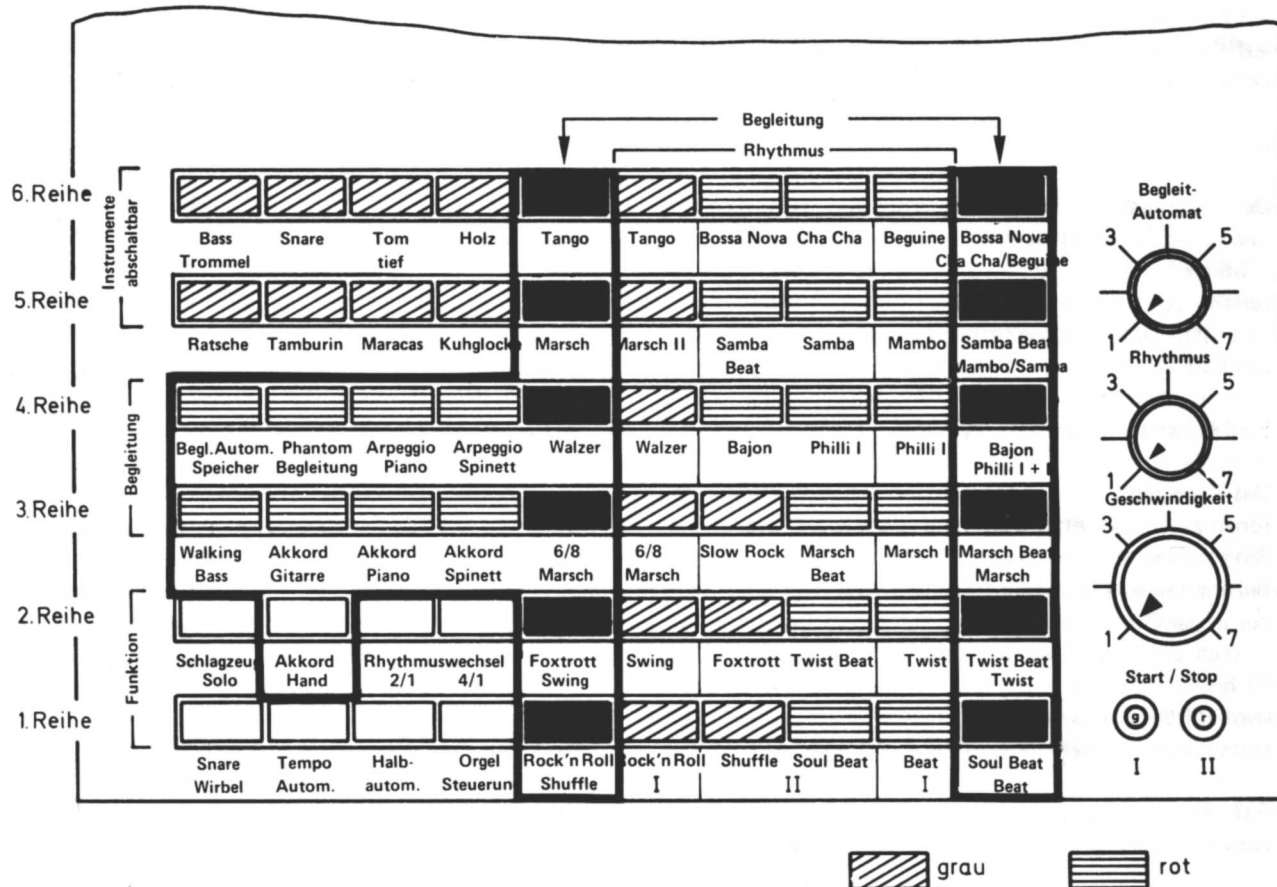 Begleitung
Rhythmus
6.Reihe
Instrumente
abschaltbar
Bass Snare Tom Holz Tango Tango Bossa Nova Cha Cha Beguine Bossa Nova
Trommel tief Cha Cha/Beguine
5.Reihe
Ratsche Tamburin Maracas Kuhglocke Marsch Marsch II Samba Samba Mambo Samba Beat
Beat Mambo/Samba
4.Reihe
Begleitung
Begl.Autom. Phantom Arpeggio Arpeggio Walzer Walzer Bajon Philli I Philli I Bajon
Speicher Begleitung Piano Spinett Philli I + I
3.Reihe
Walking Akkord Akkord Akkord 6/8 6/8 Slow Rock Marsch Marsch I Marsch Beat
Bass Gitarre Piano Spinett Marsch Marsch Beat Marsch
2.Reihe
Funktion
Schlagzeug Akkord Rhythmuswechsel Foxtrott Swing Foxtrott Twist Beat Twist Twist Beat
Solo Hand 2/1 4/1 Swing Twist
1.Reihe
Snare Tempo Halb- Orgel Rock'n Roll Rock'n Roll Shuffle Soul Beat Beat Soul Beat
Wirbel Autom. autom. Steuerun Shuffle I II I Beat
Begleit-
Automat
3 5
1 7
Rhythmus
3 5
1 7
Geschwindigkeit
3 5
1 7
Start / Stop
g r
I II
grau rot